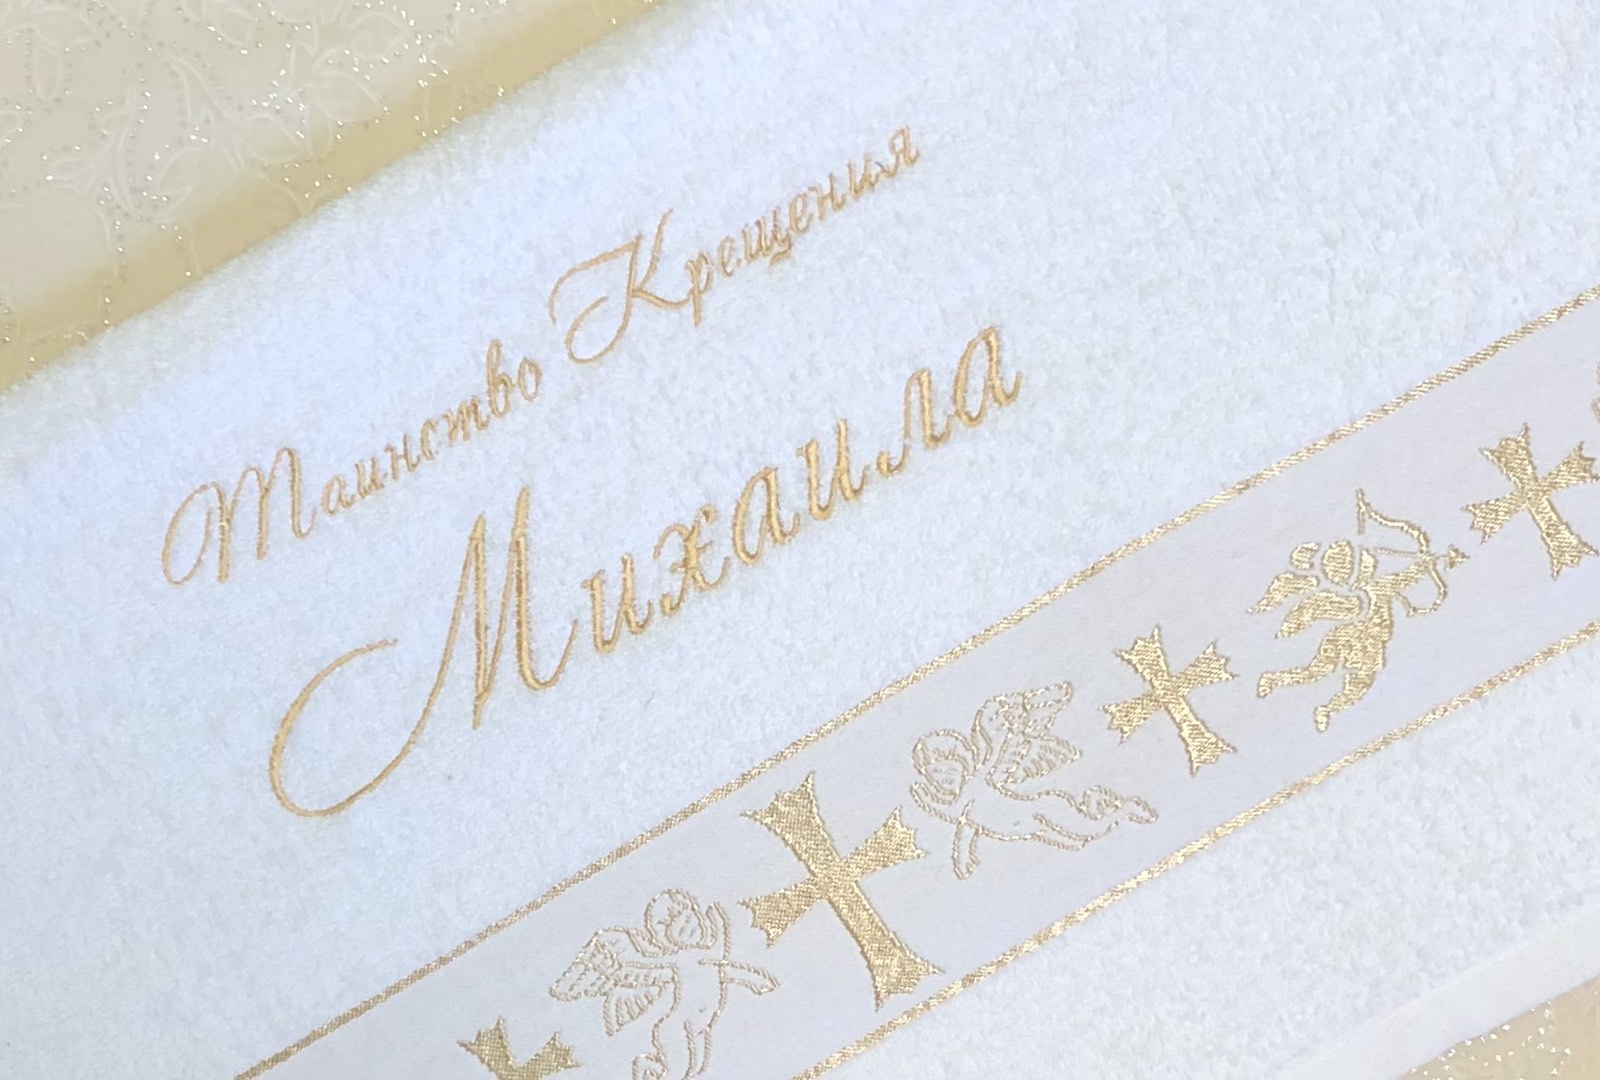 Таинство Крещения
Михаила